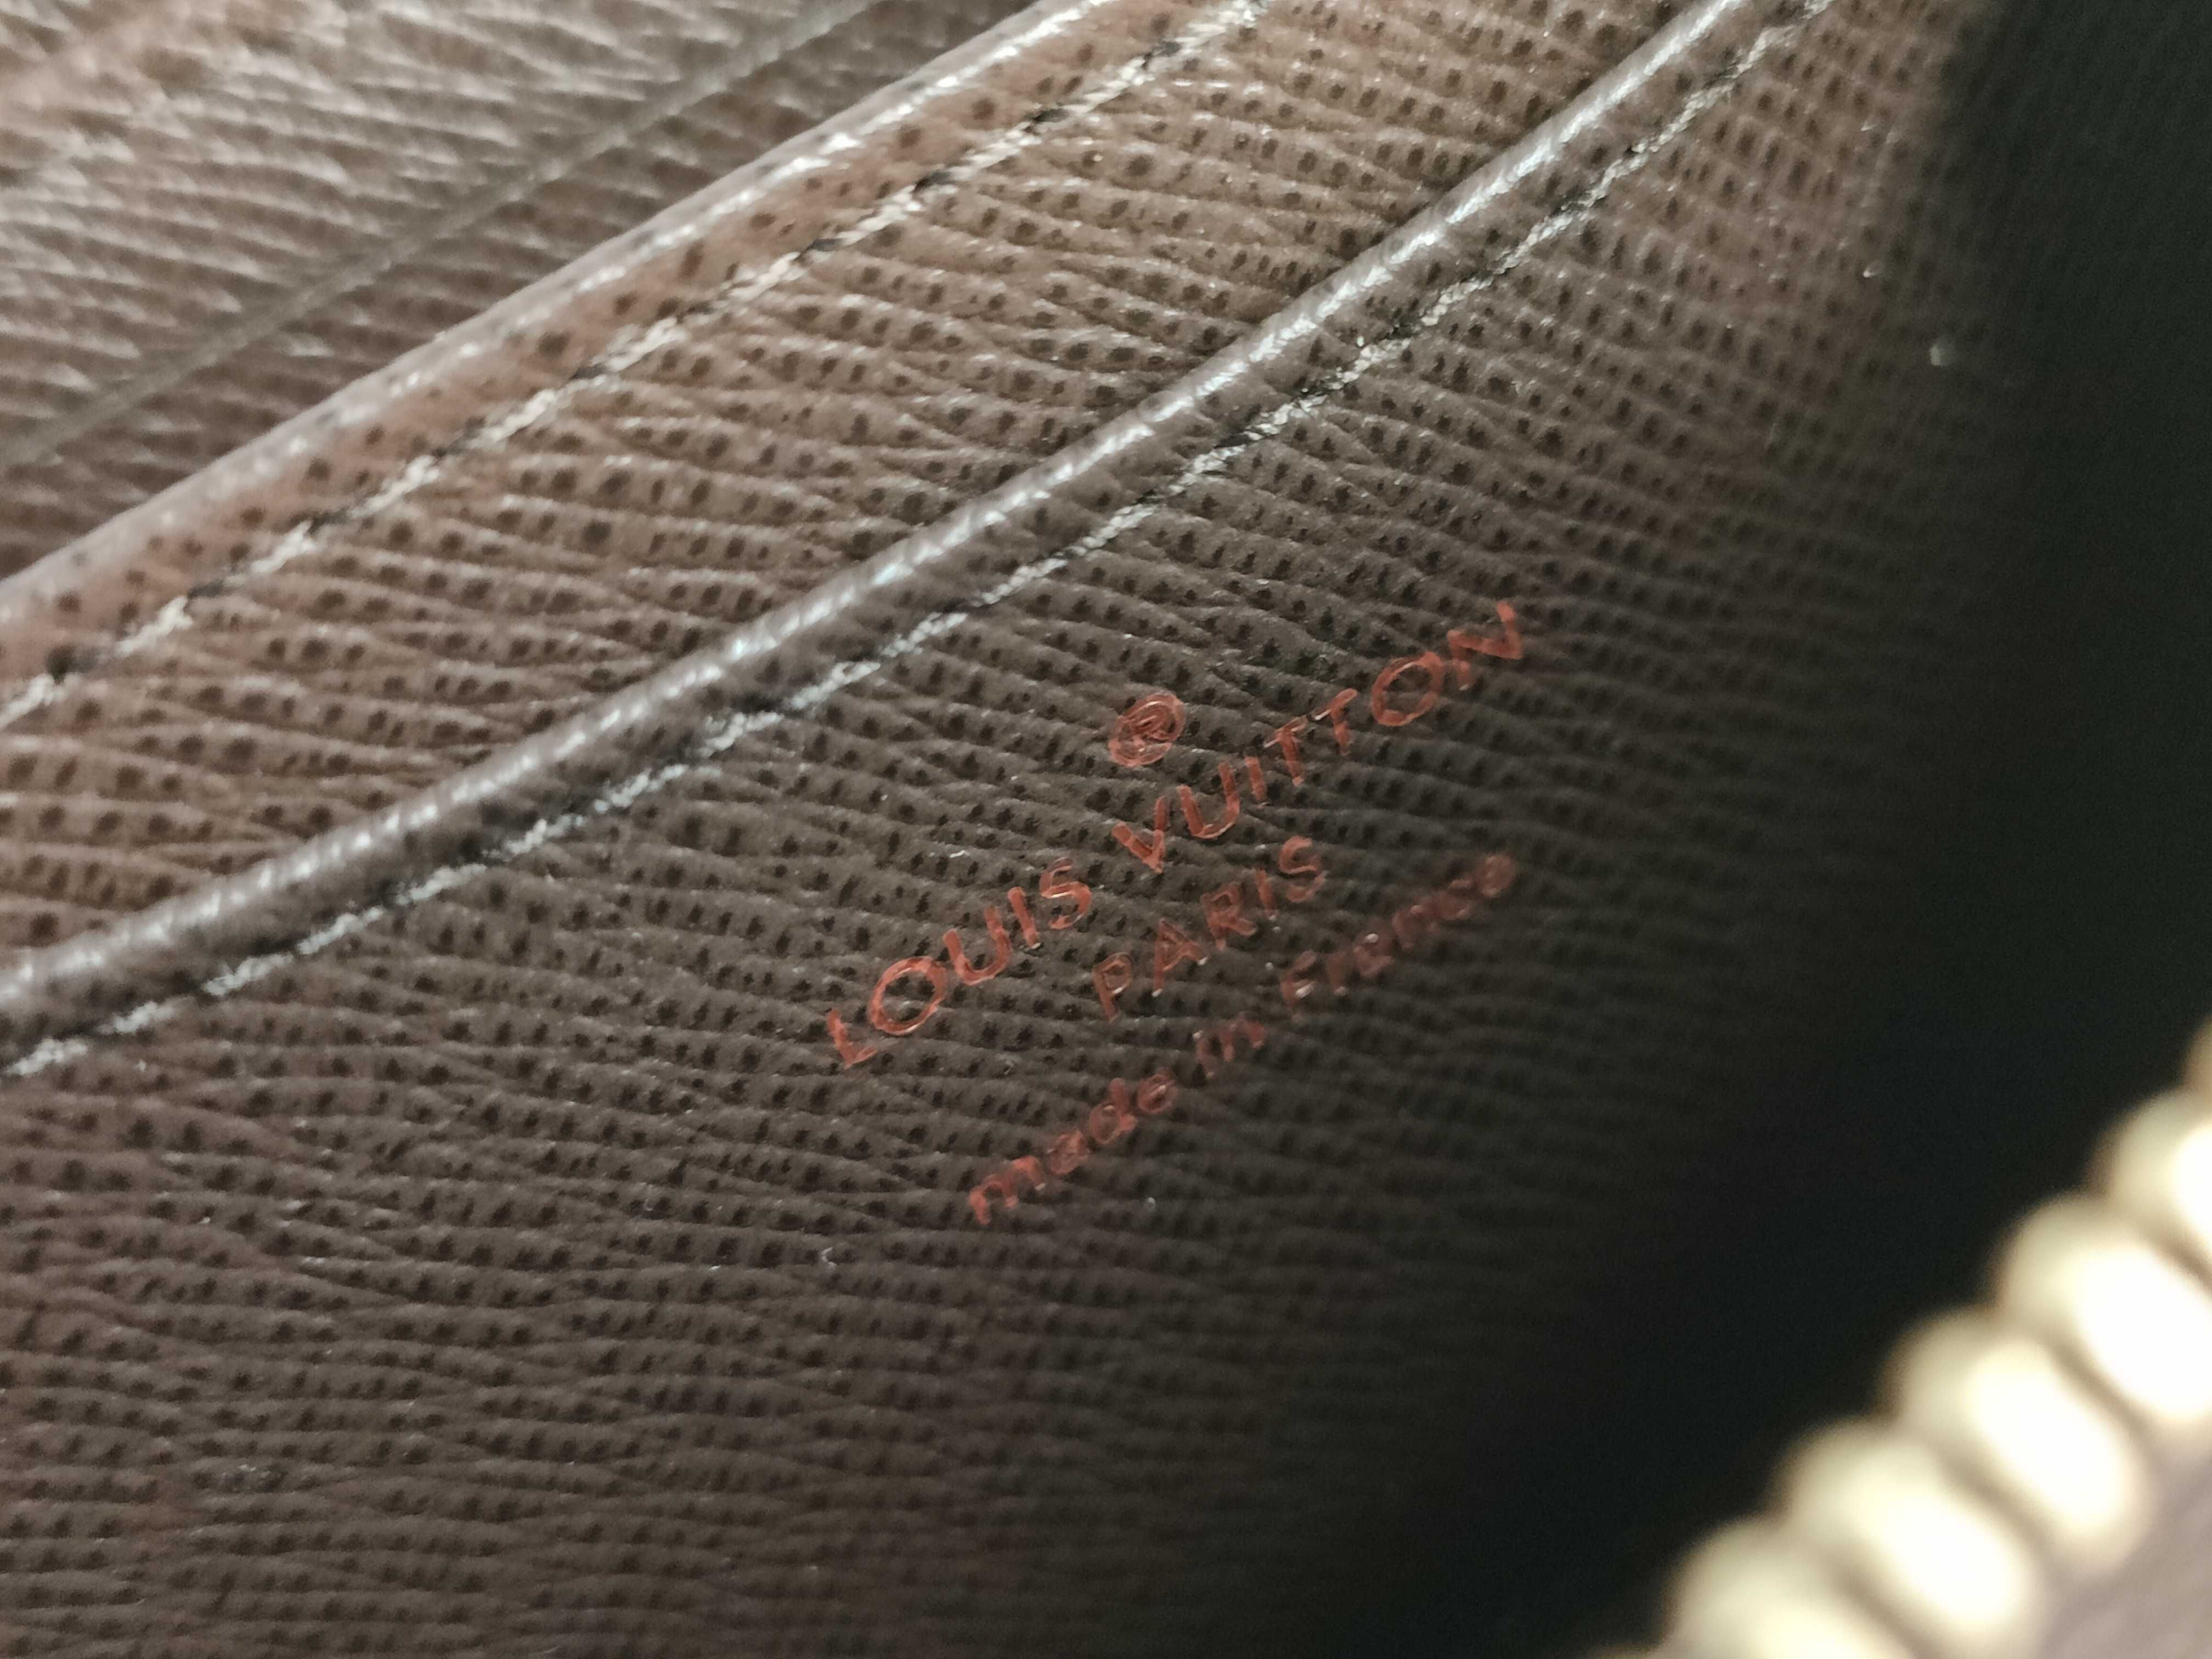 ®
LOUIS VUITTON
PARIS
made in France